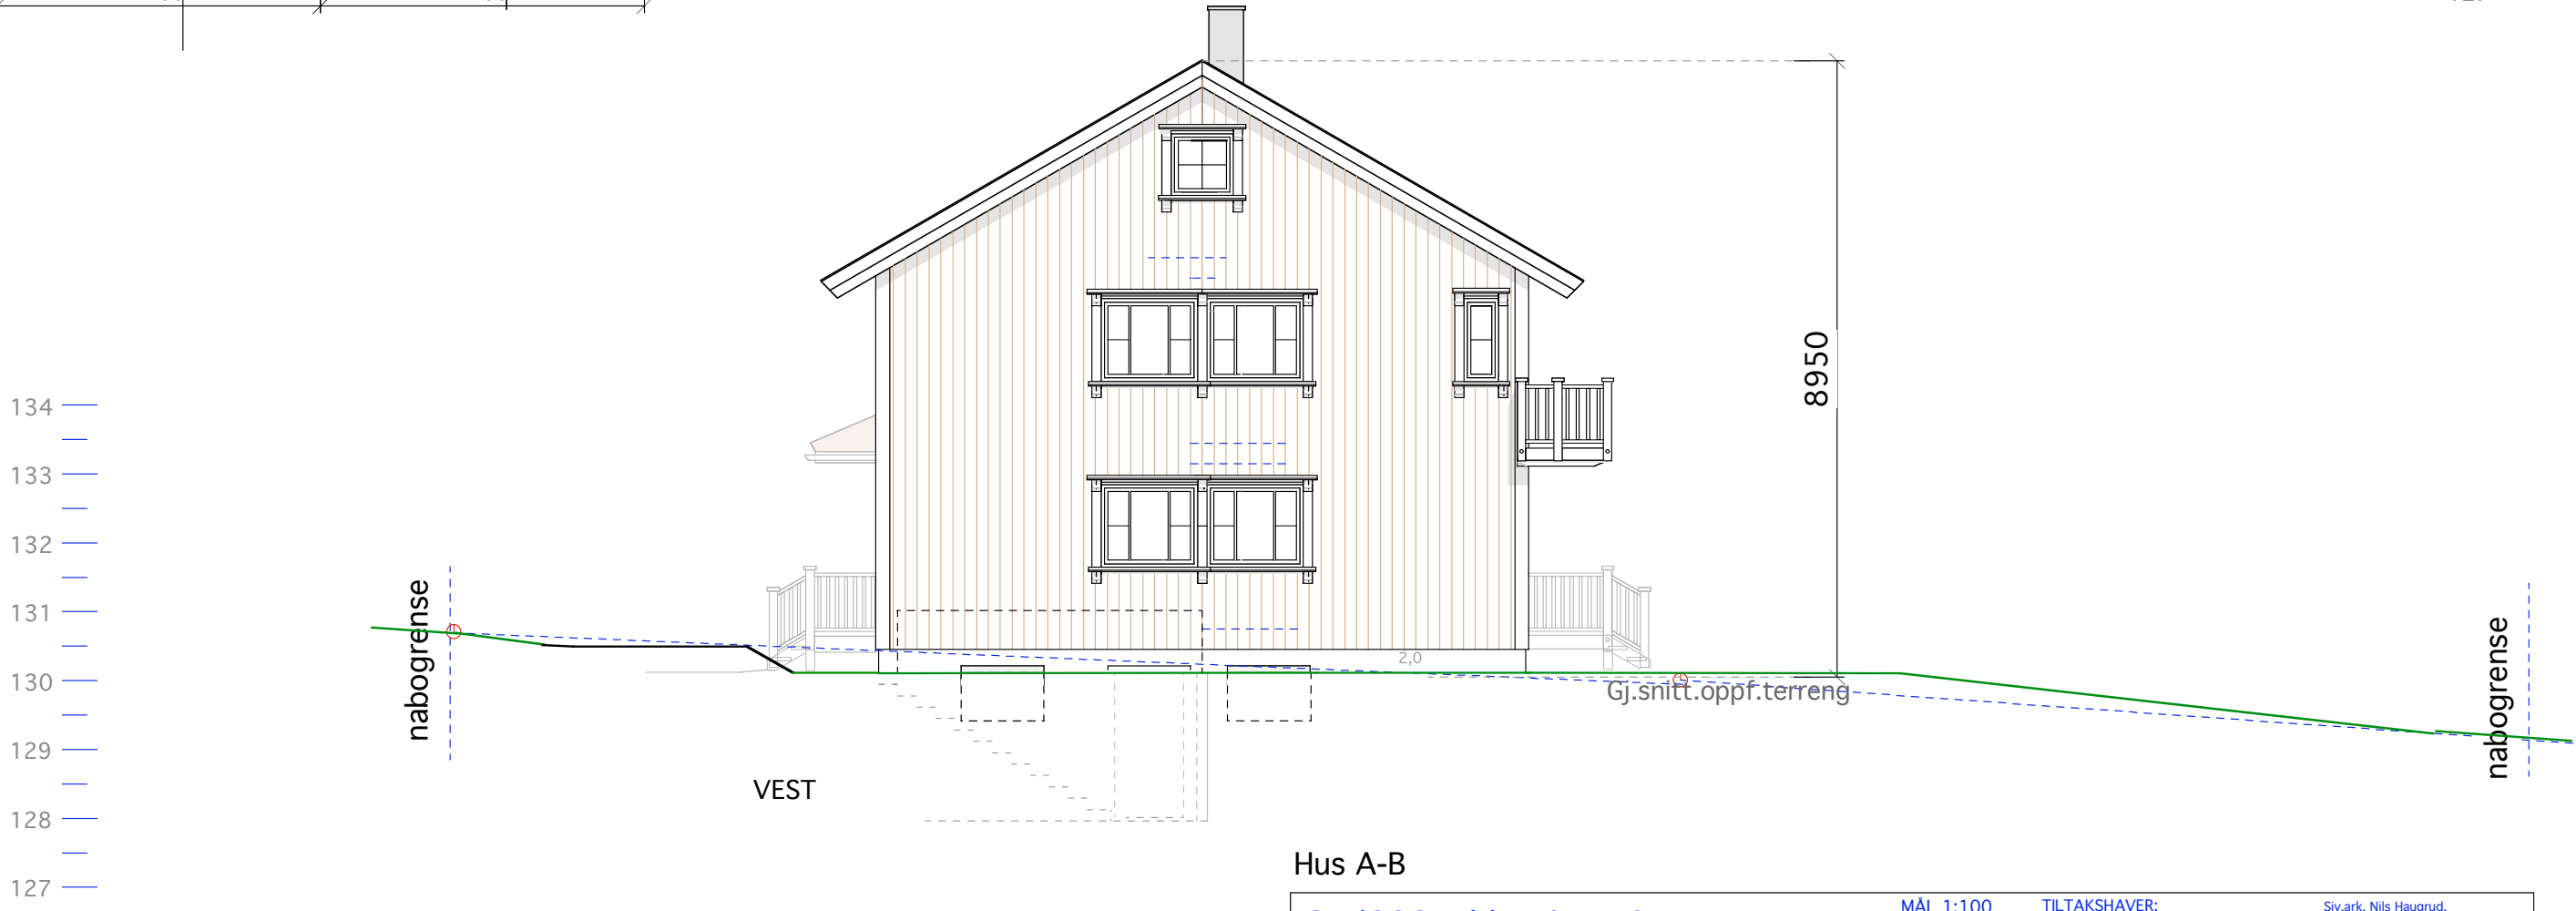 8950
134
133
132
131
130
129
128
127
nabogrense
2,0
Gj.snitt.oppf.terreng
nabogrense
VEST
Hus A-B
MÅL 1:100
TILTAKSHAVER:
Siv.ark. Nils Haugrud.